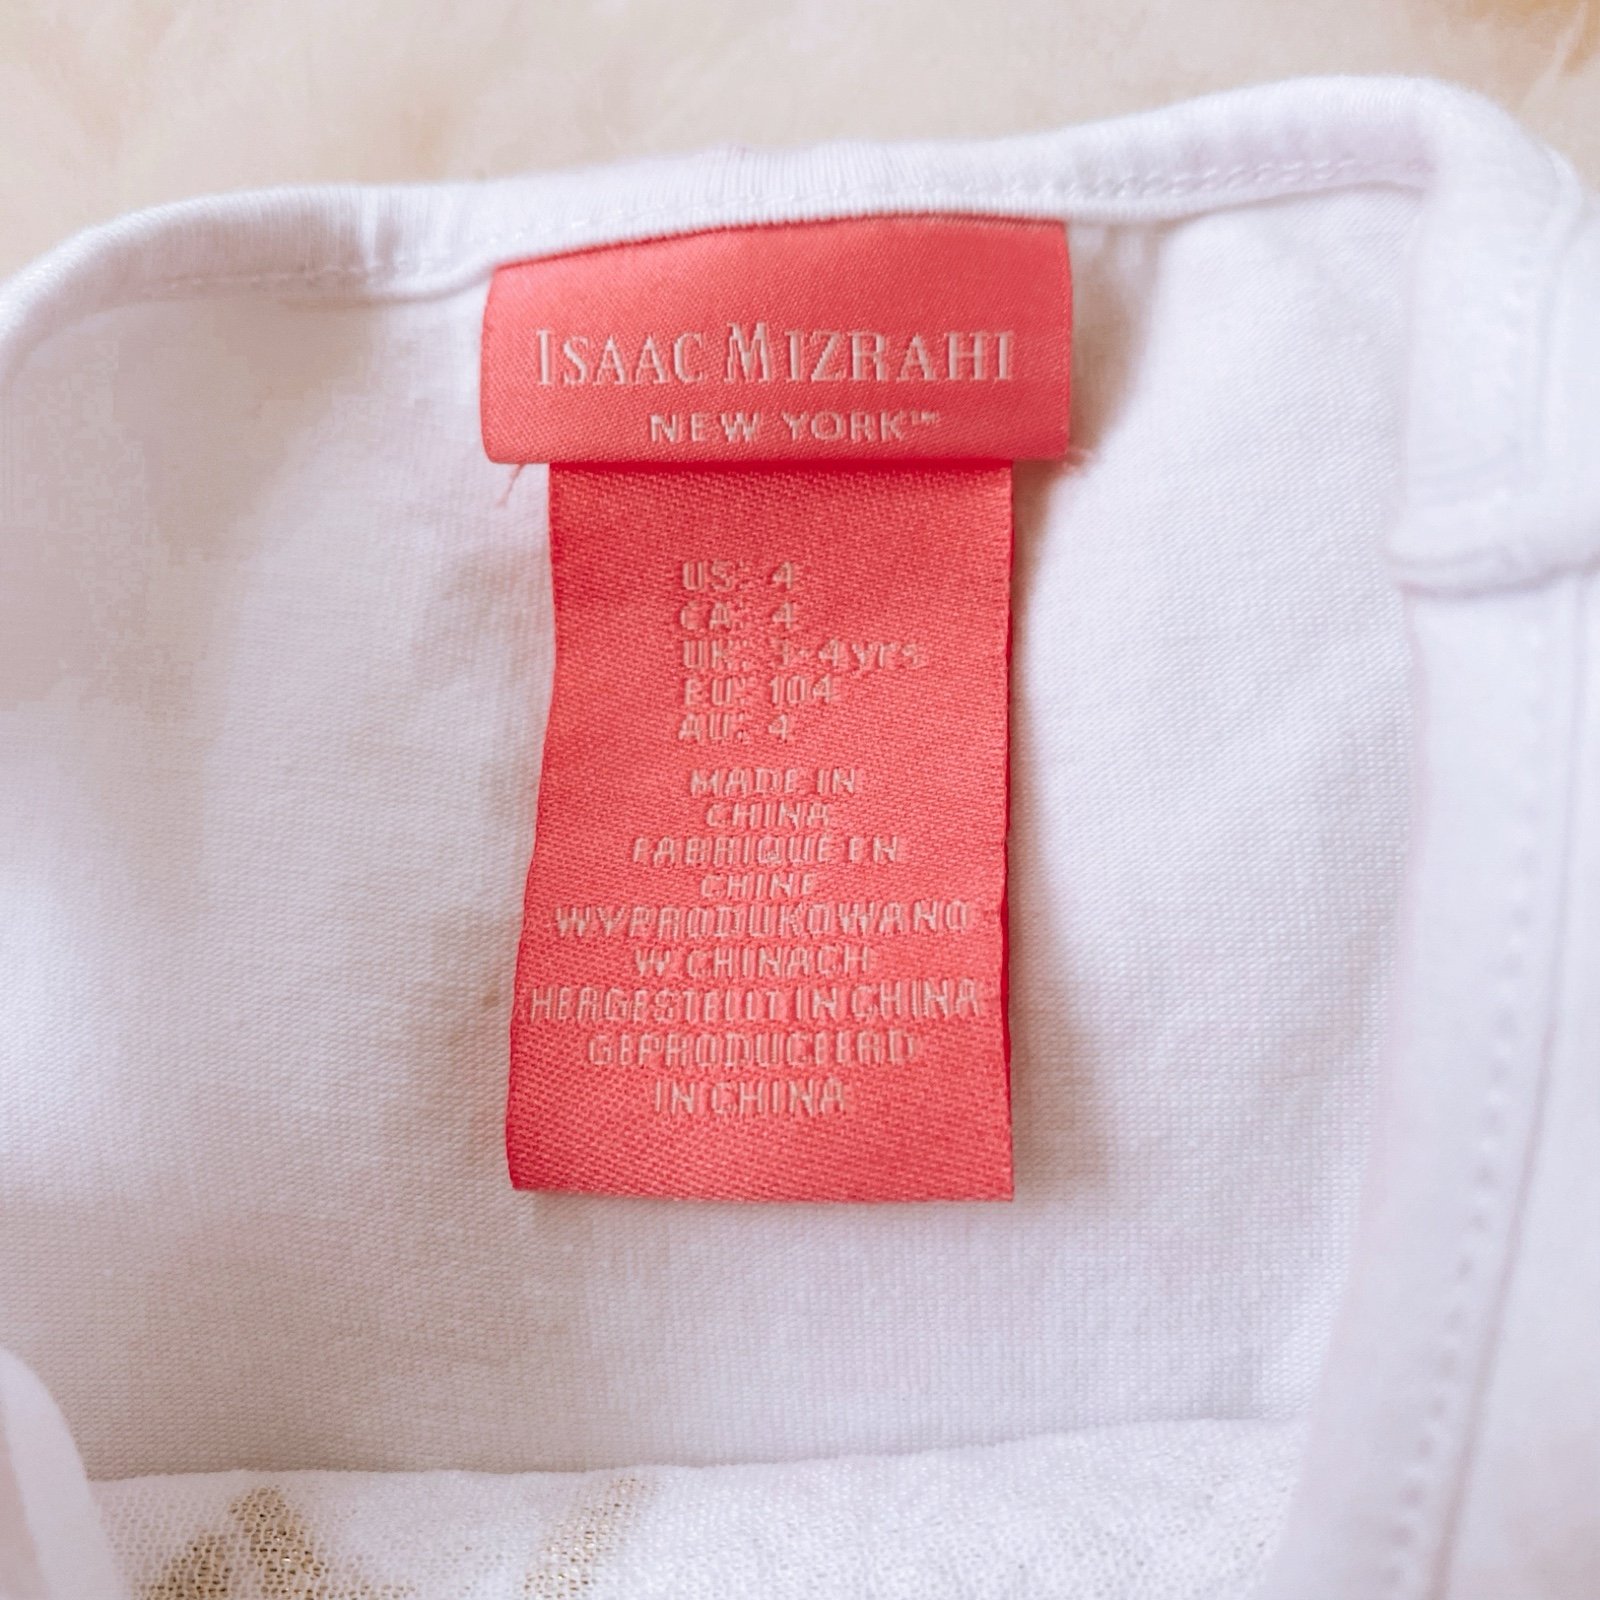 ISAAC MIZRAHI
NEW YORK™
US: 4
CA: 4
UK: 3-4yrs
EU: 104
AU: 4
MADE IN
CHINA
FABRIQUÉ EN
CHINE
WYPRODUKOWANO
W CHINACH
HERGESTELLT IN CHINA
GEPRODUCEERD
IN CHINA